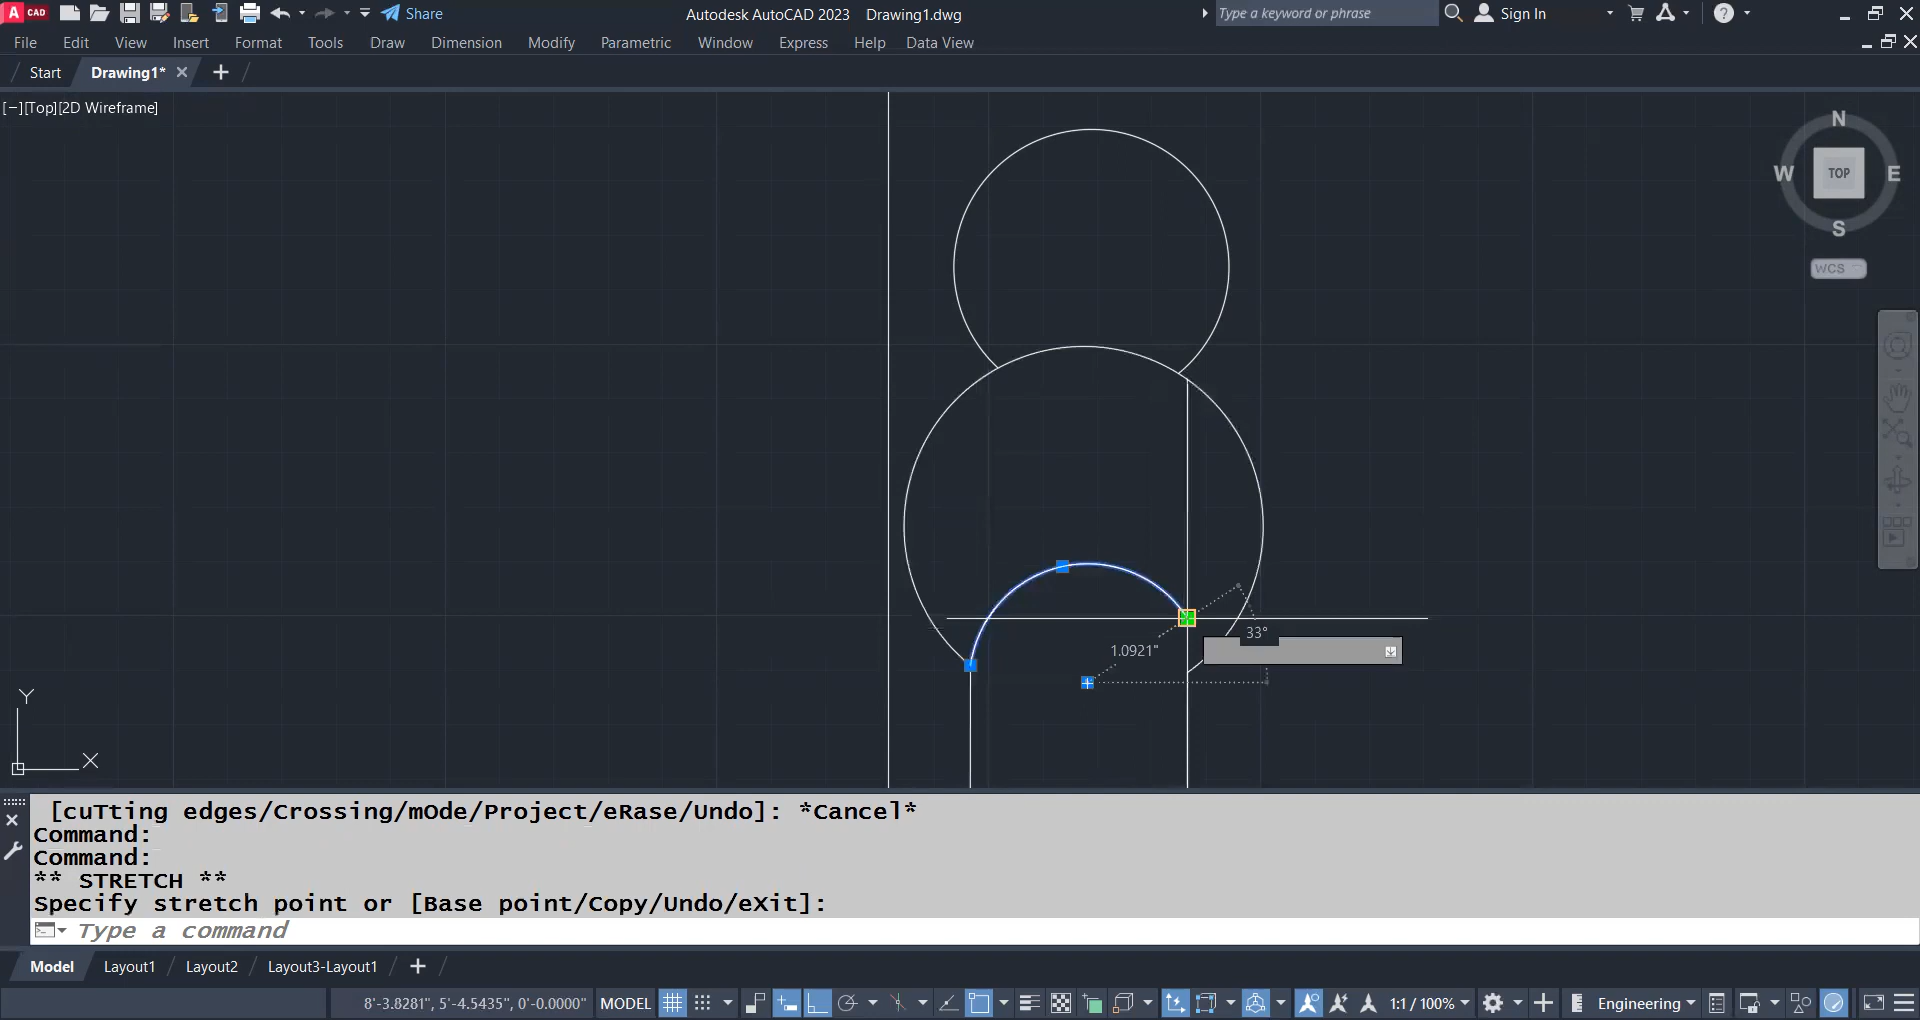 A CAD
Share
Autodesk AutoCAD 2023 Drawing1.dwg
Type a keyword or phrase
Sign In
?
File Edit View Insert Format Tools Draw Dimension Modify Parametric Window Express Help Data View
Start Drawing1* +
[−][Top][2D Wireframe]
N
W TOP E
S
WCS
33°
1.0921"
Y
X
[cuTting edges/Crossing/mOde/Project/eRase/Undo]: *Cancel*
Command:
Command:
** STRETCH **
Specify stretch point or [Base point/Copy/Undo/eXit]:
Type a command
Model Layout1 Layout2 Layout3-Layout1 +
8'-3.8281", 5'-4.5435", 0'-0.0000" MODEL 1:1 / 100% Engineering